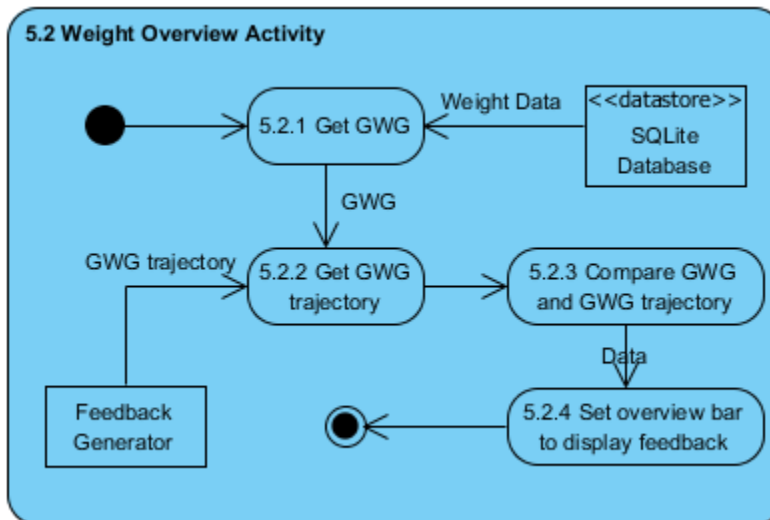 5.2 Weight Overview Activity
5.2.1 Get GWG
Weight Data
<<datastore>>
SQLite
Database
GWG
GWG trajectory
5.2.2 Get GWG
trajectory
5.2.3 Compare GWG
and GWG trajectory
Data
Feedback
Generator
5.2.4 Set overview bar
to display feedback